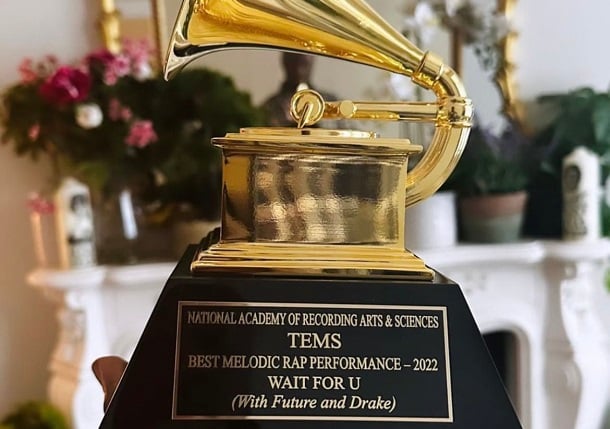 NATIONAL ACADEMY OF RECORDING ARTS & SCIENCES
TEMS
BEST MELODIC RAP PERFORMANCE – 2022
WAIT FOR U
(With Future and Drake)